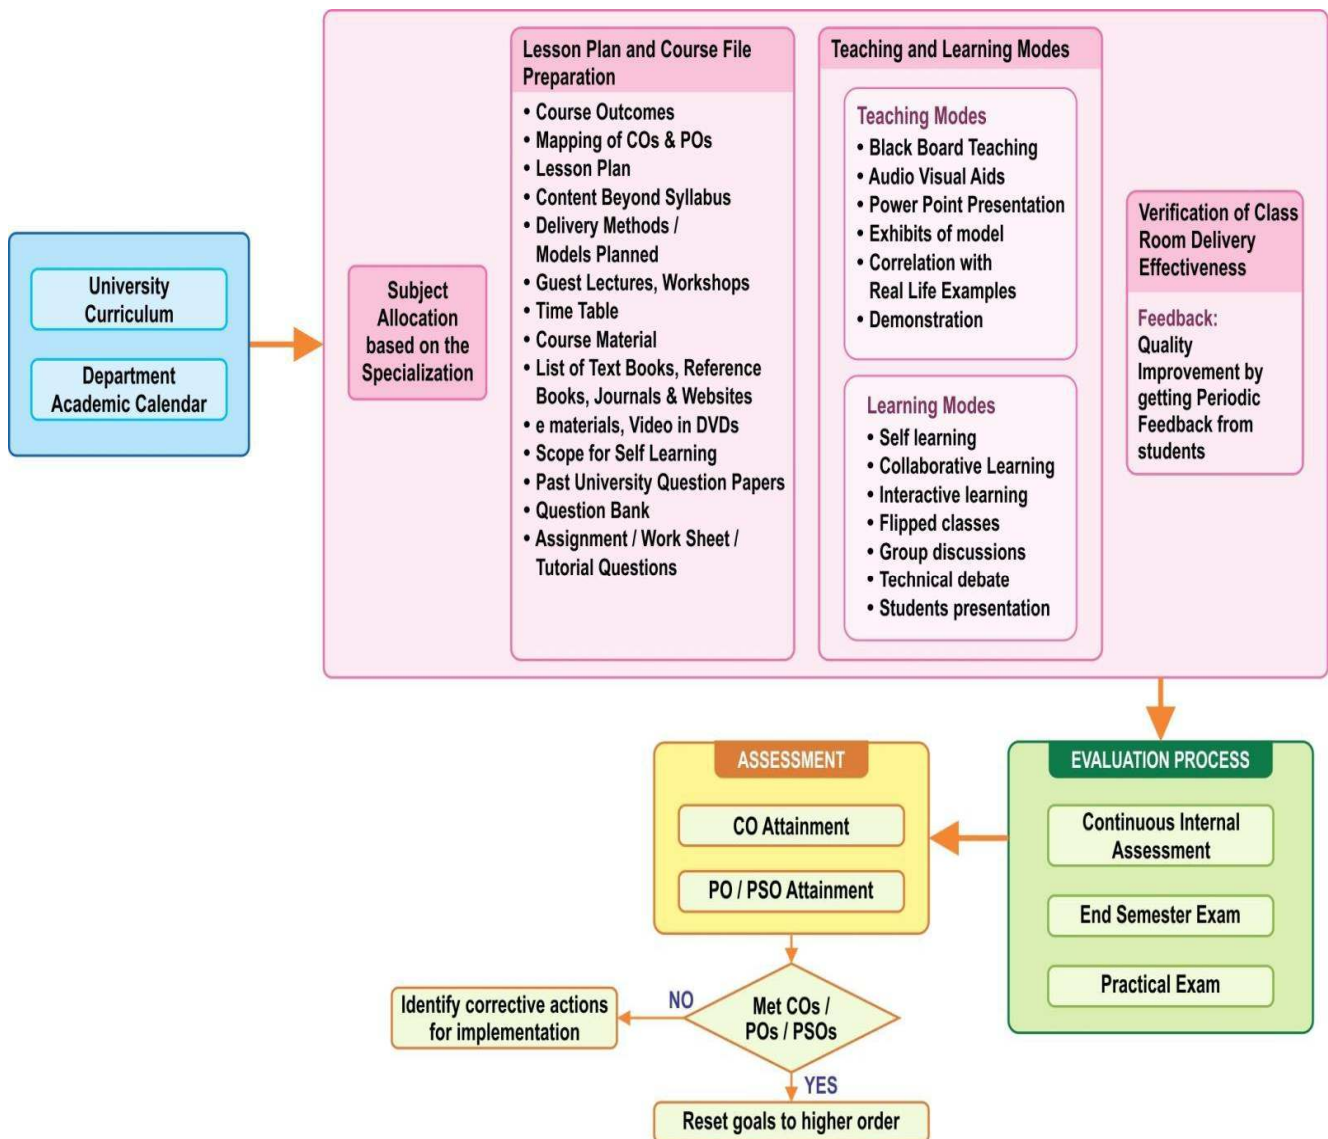 University
Curriculum
Department
Academic Calendar
Subject
Allocation
based on the
Specialization
Lesson Plan and Course File
Preparation
• Course Outcomes
• Mapping of COs & POs
• Lesson Plan
• Content Beyond Syllabus
• Delivery Methods /
Models Planned
• Guest Lectures, Workshops
• Time Table
• Course Material
• List of Text Books, Reference
Books, Journals & Websites
• e materials, Video in DVDs
• Scope for Self Learning
• Past University Question Papers
• Question Bank
• Assignment / Work Sheet /
Tutorial Questions
Teaching and Learning Modes
Teaching Modes
• Black Board Teaching
• Audio Visual Aids
• Power Point Presentation
• Exhibits of model
• Correlation with
Real Life Examples
• Demonstration
Learning Modes
• Self learning
• Collaborative Learning
• Interactive learning
• Flipped classes
• Group discussions
• Technical debate
• Students presentation
Verification of Class
Room Delivery
Effectiveness
Feedback:
Quality
Improvement by
getting Periodic
Feedback from
students
EVALUATION PROCESS
Continuous Internal
Assessment
End Semester Exam
Practical Exam
ASSESSMENT
CO Attainment
PO / PSO Attainment
Met COs /
POs / PSOs
NO
Identify corrective actions
for implementation
YES
Reset goals to higher order